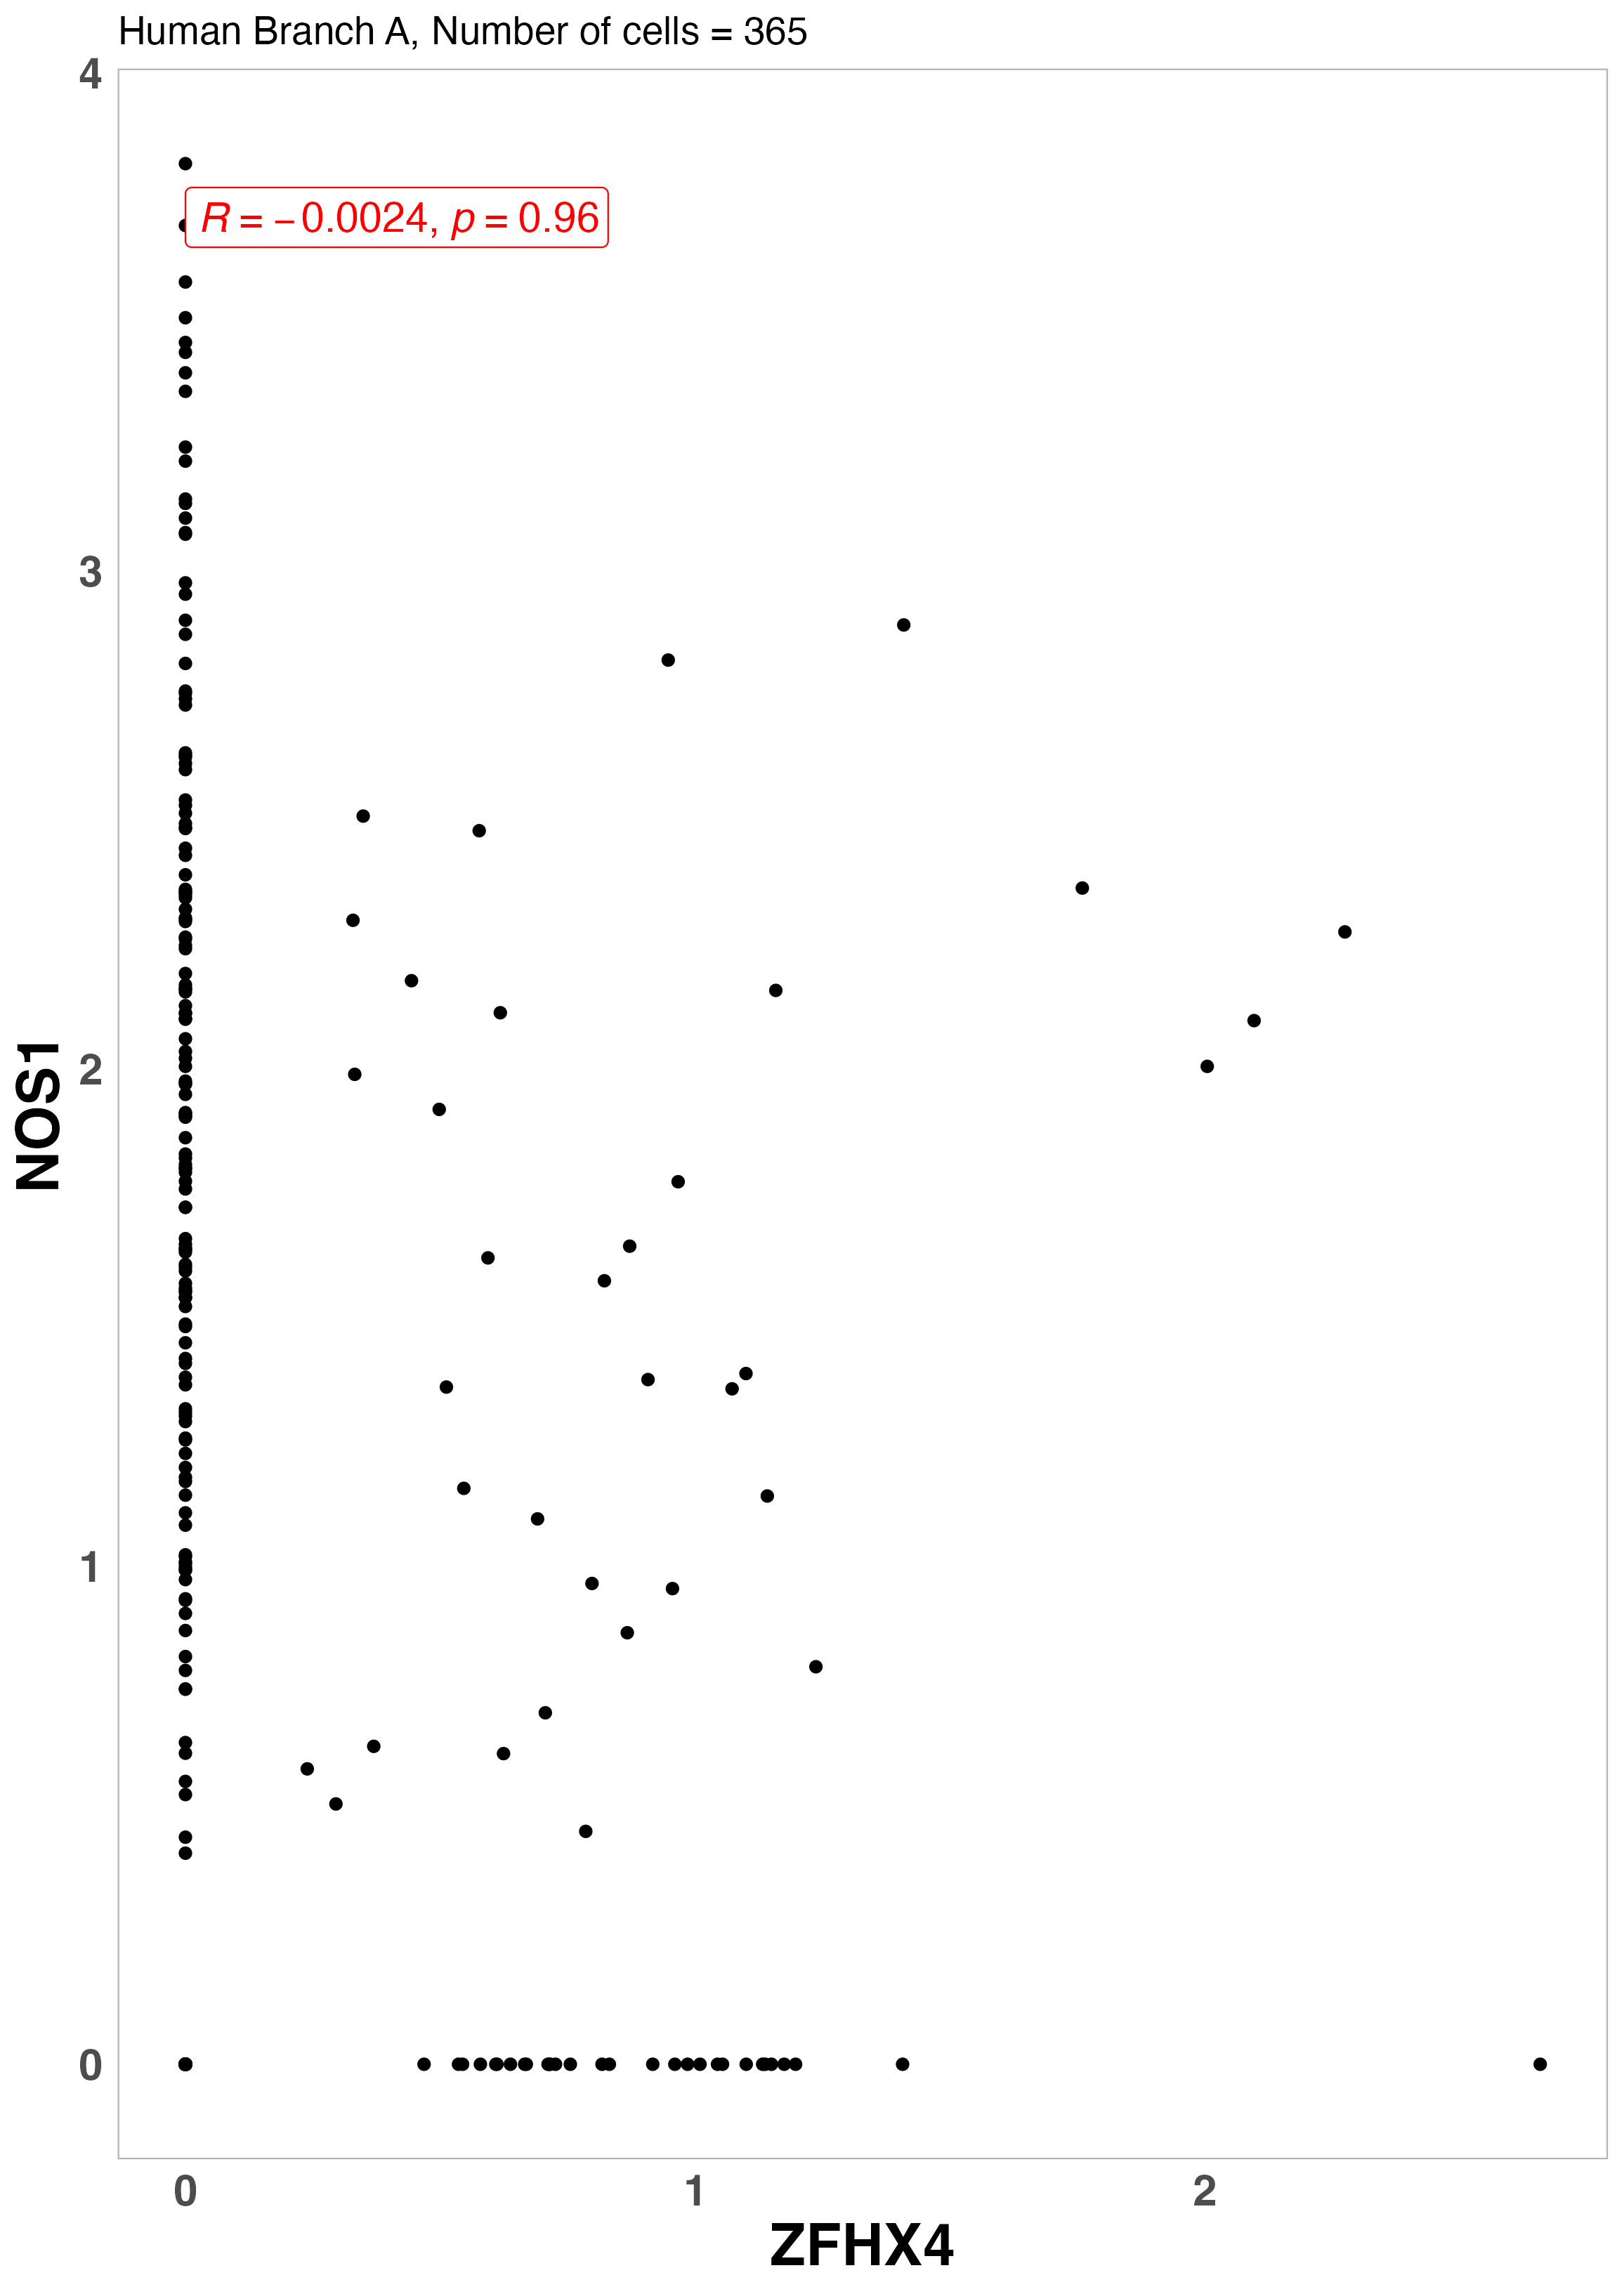 Human Branch A, Number of cells = 365
4
R = −0.0024, p = 0.96
3
NOS1
2
1
0
0 1 2
ZFHX4